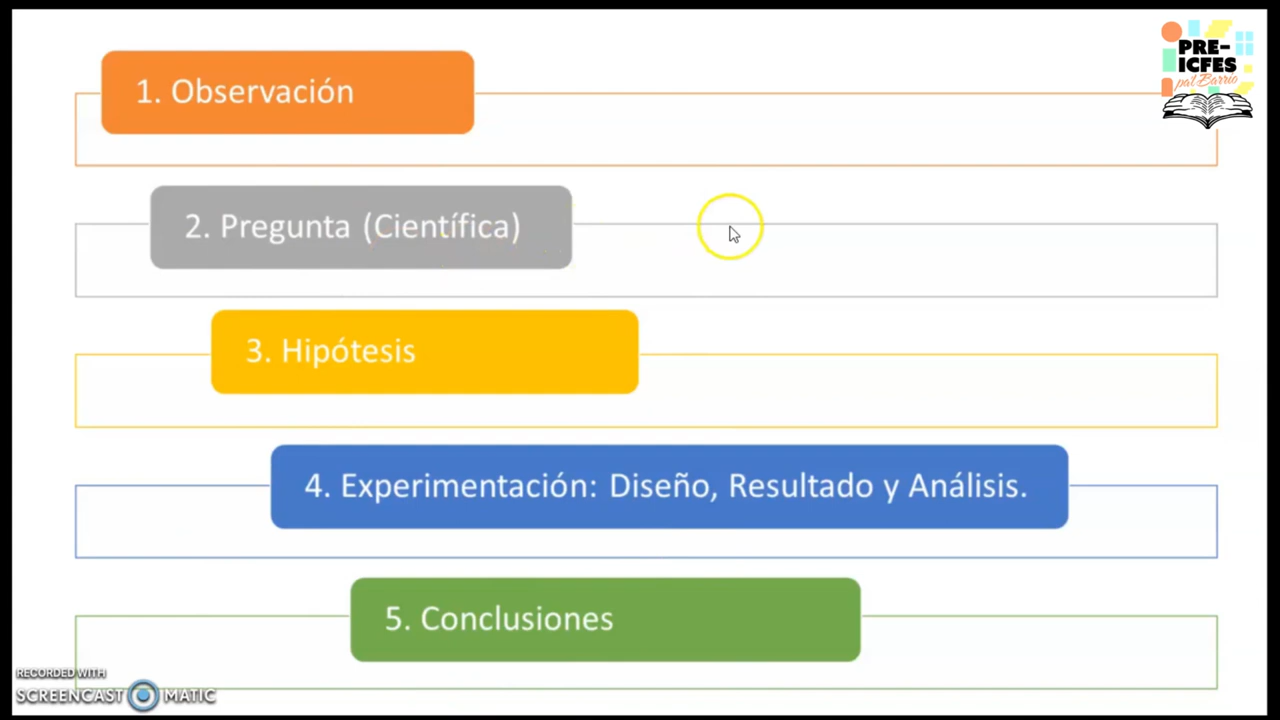 PRE-
ICFES
pal Barrio
1. Observación
2. Pregunta (Científica)
3. Hipótesis
4. Experimentación: Diseño, Resultado y Análisis.
5. Conclusiones
RECORDED WITH
SCREENCAST MATIC